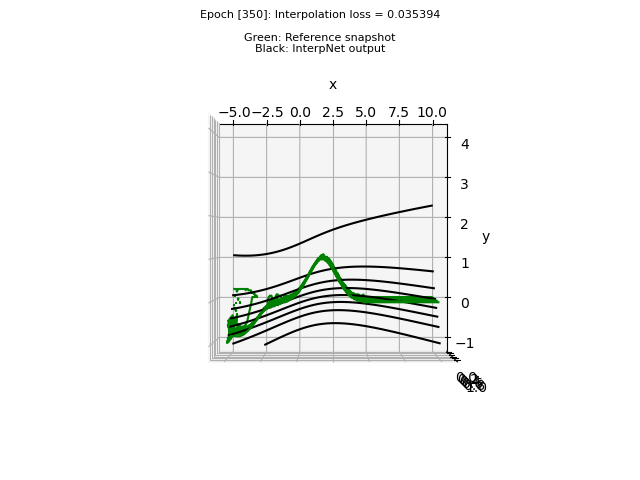 Epoch [350]: Interpolation loss = 0.035394
Green: Reference snapshot
Black: InterpNet output
x
−5.0 −2.5 0.0 2.5 5.0 7.5 10.0
4
3
2
y
1
0
−1